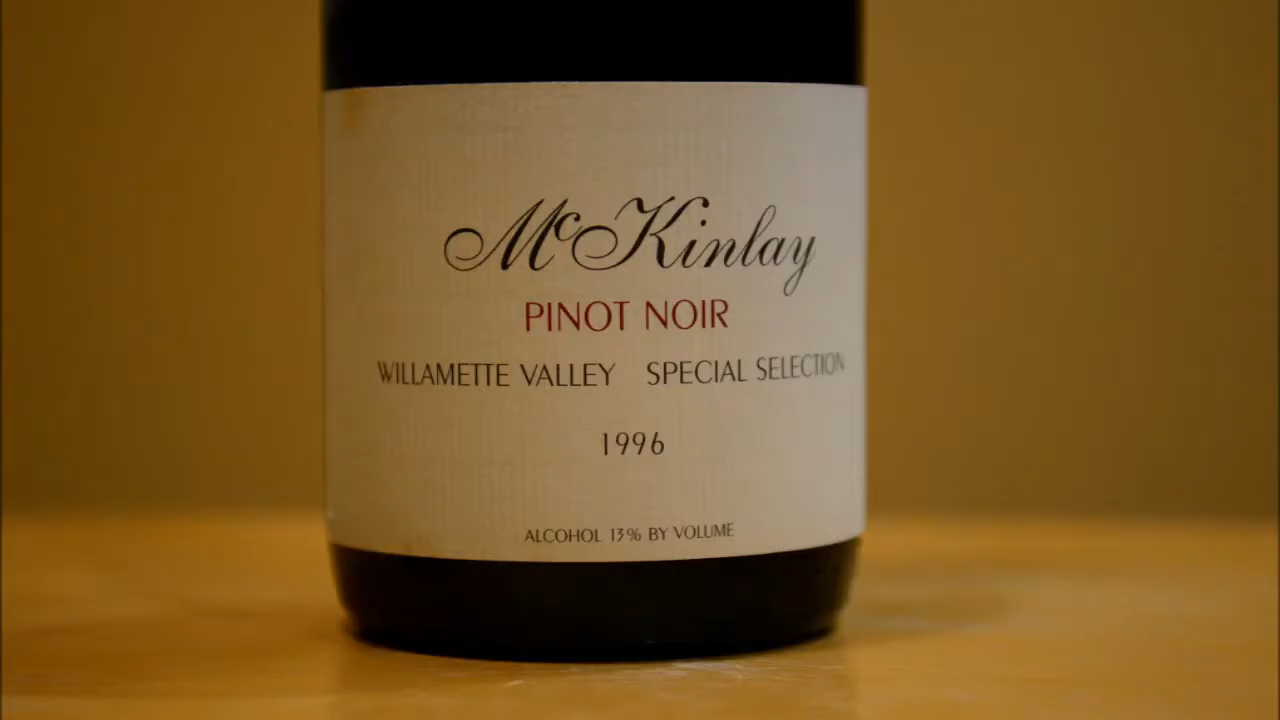 McKinlay
PINOT NOIR
WILLAMETTE VALLEY SPECIAL SELECTION
1996
ALCOHOL 13% BY VOLUME